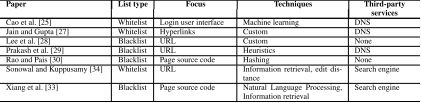 Paper List type Focus Techniques Third-party services
Cao et al. [25] Whitelist Login user interface Machine learning DNS
Jain and Gupta [27] Whitelist Hyperlinks Custom DNS
Lee et al. [28] Blacklist URL Custom None
Prakash et al. [29] Blacklist URL Heuristics DNS
Rao and Pais [30] Blacklist Page source code Hashing None
Sonowal and Kuppusamy [34] Whitelist URL Information retrieval, edit dis-
tance Search engine
Xiang et al. [33] Blacklist Page source code Natural Language Processing,
Information retrieval Search engine